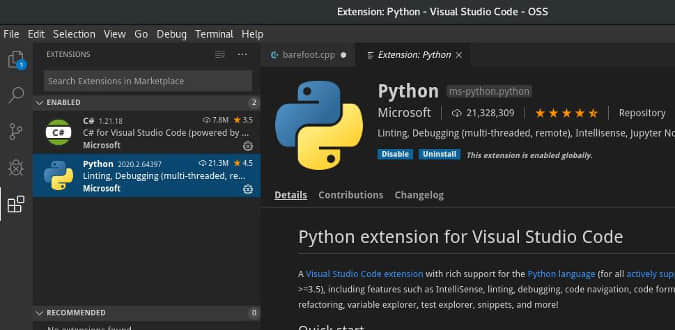 Extension: Python - Visual Studio Code - OSS
File Edit Selection View Go Debug Terminal Help
EXTENSIONS
barefoot.cpp
Extension: Python
1
Search Extensions in Marketplace
ENABLED 2
C# 1.21.18 7.8M 3.5
C# for Visual Studio Code (powered by ...
Microsoft
C#
Python 2020.2.64397 21.3M 4.5
Linting, Debugging (multi-threaded, re...
Microsoft
RECOMMENDED 0
No extensions found
Python ms-python.python
Microsoft 21,328,309 Repository
Linting, Debugging (multi-threaded, remote), Intellisense, Jupyter No
Disable Uninstall This extension is enabled globally.
Details Contributions Changelog
Python extension for Visual Studio Code
A Visual Studio Code extension with rich support for the Python language (for all actively sup
>=3.5), including features such as IntelliSense, linting, debugging, code navigation, code form
refactoring, variable explorer, test explorer, snippets, and more!
Quick start